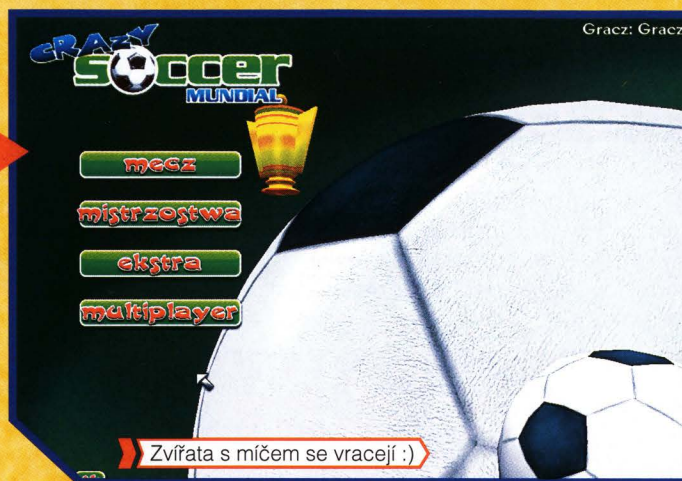 Gracz: Gracz
CRAZY
SOCCER
MUNDIAL
mecz
mistrzostwa
ekstra
multiplayer
Zvířata s míčem se vracejí :)